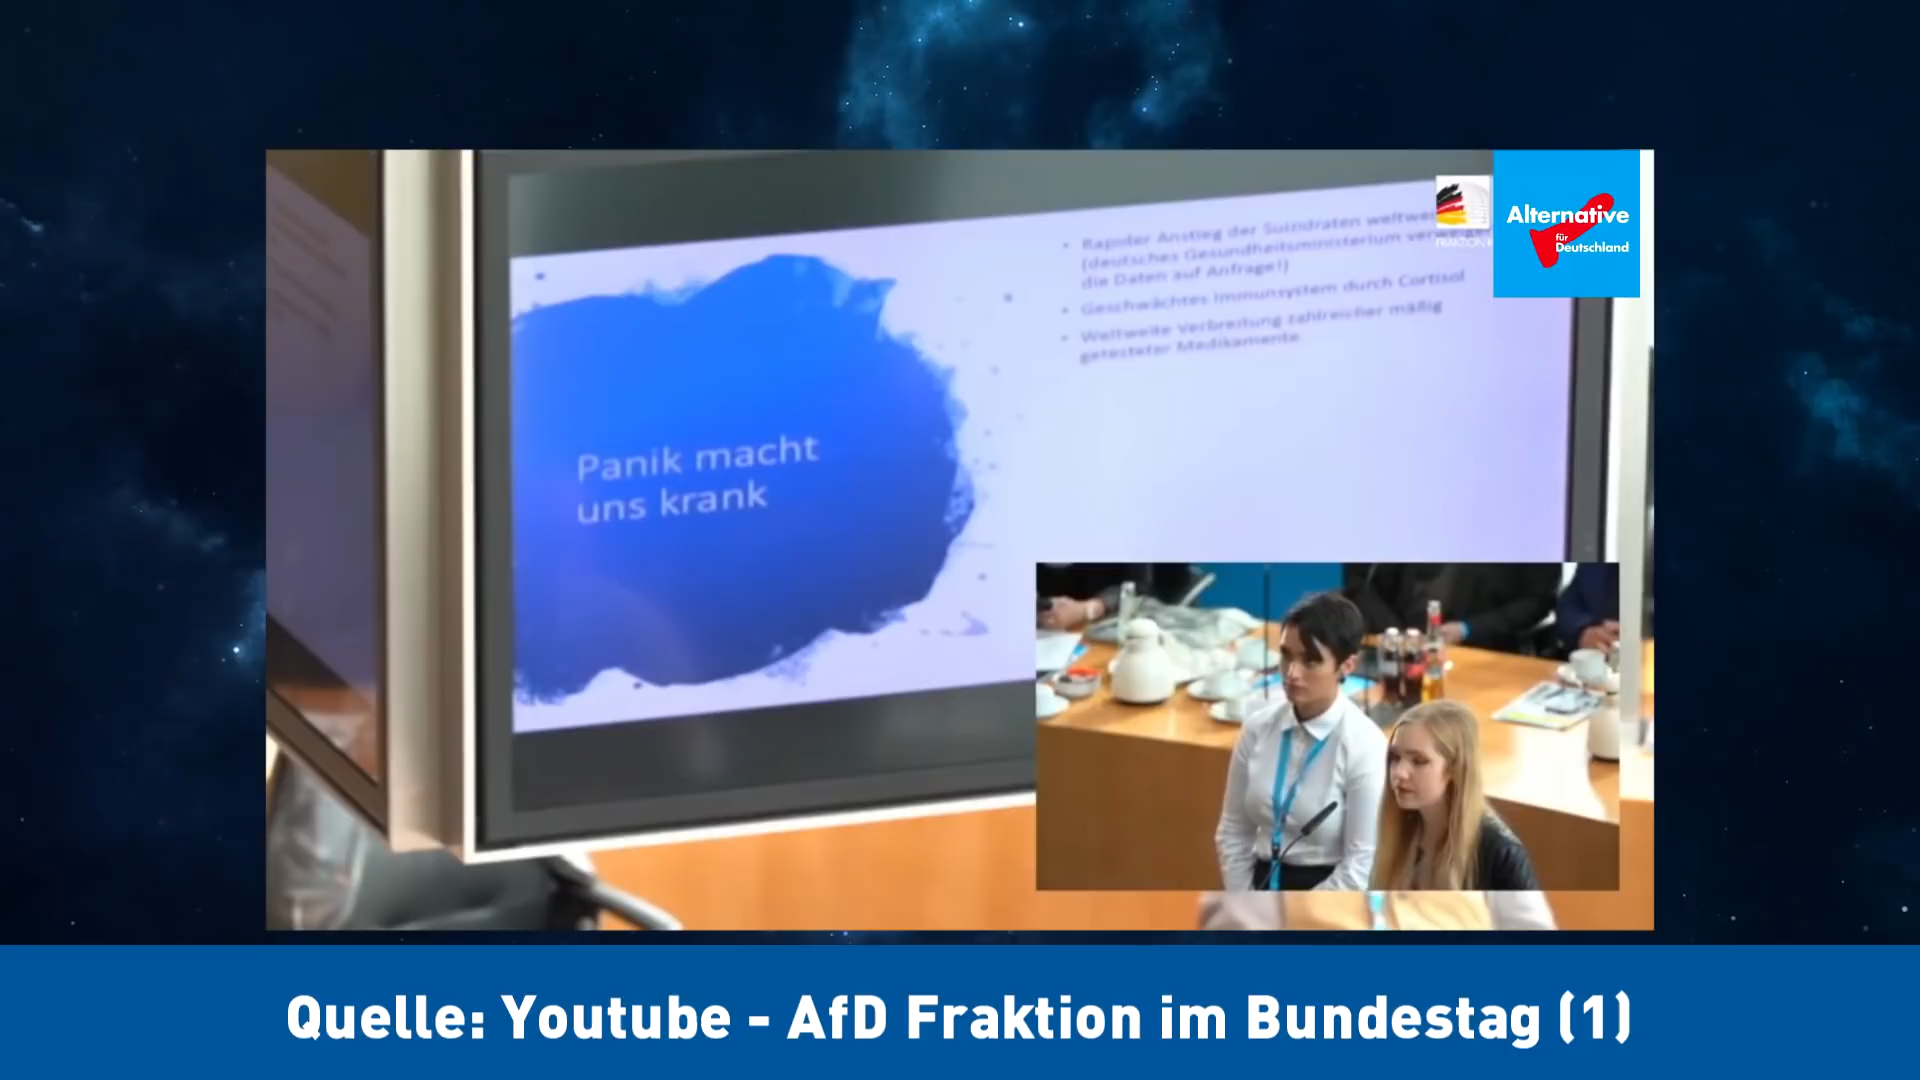 Rapider Anstieg der Suizidraten weltweit
(deutsches Gesundheitsministerium
die Daten auf Anfrage!)
Geschwächtes Immunsystem durch Cortisol
Weltweite Verbreitung zahlreicher mäßig
getesteter Medikamente
Panik macht
uns krank
FRAKTION
Alternative
für
Deutschland
Quelle: Youtube - AfD Fraktion im Bundestag (1)